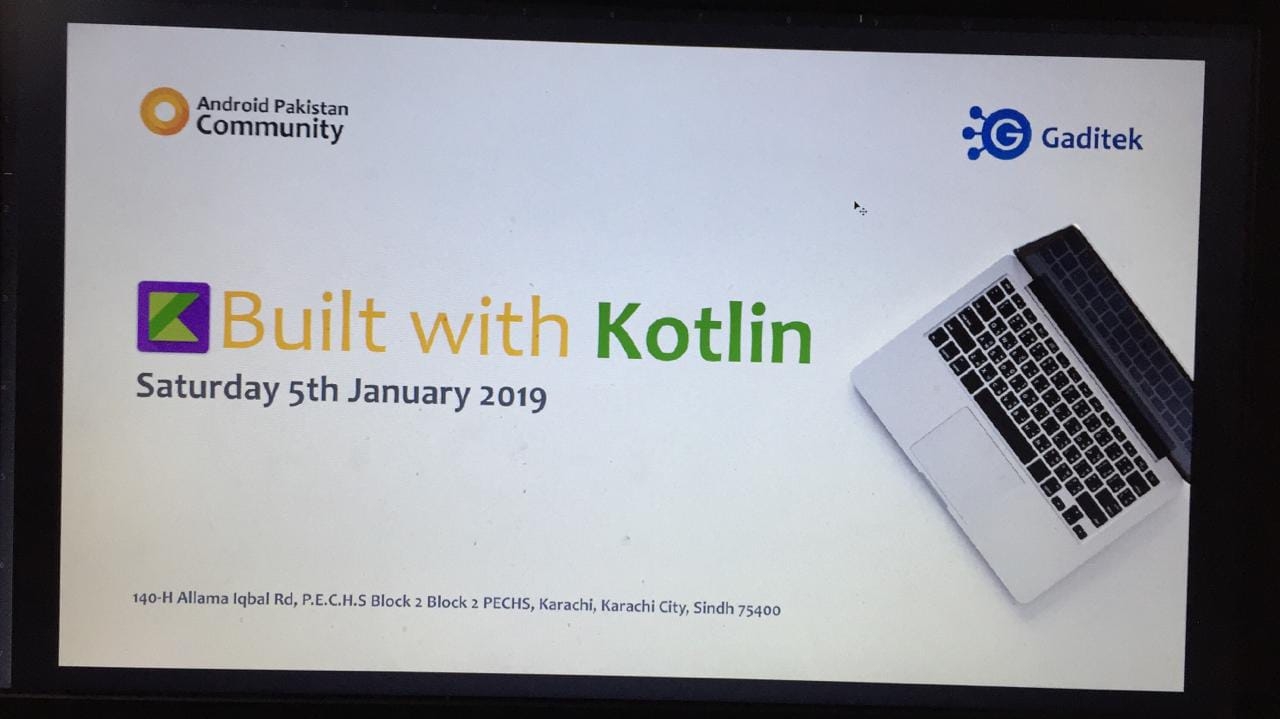 Android Pakistan
Community
Gaditek
Built with Kotlin
Saturday 5th January 2019
140-H Allama Iqbal Rd, P.E.C.H.S Block 2 Block 2 PECHS, Karachi, Karachi City, Sindh 75400